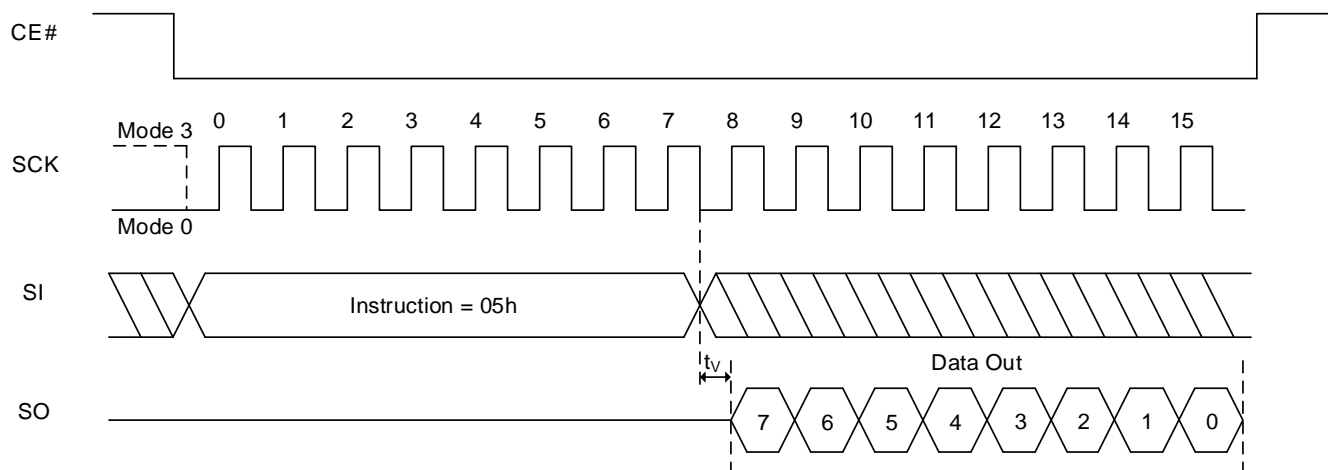 CE#
Mode 3
0 1 2 3 4 5 6 7 8 9 10 11 12 13 14 15
SCK
Mode 0
SI
Instruction = 05h
tV
Data Out
SO
7 6 5 4 3 2 1 0